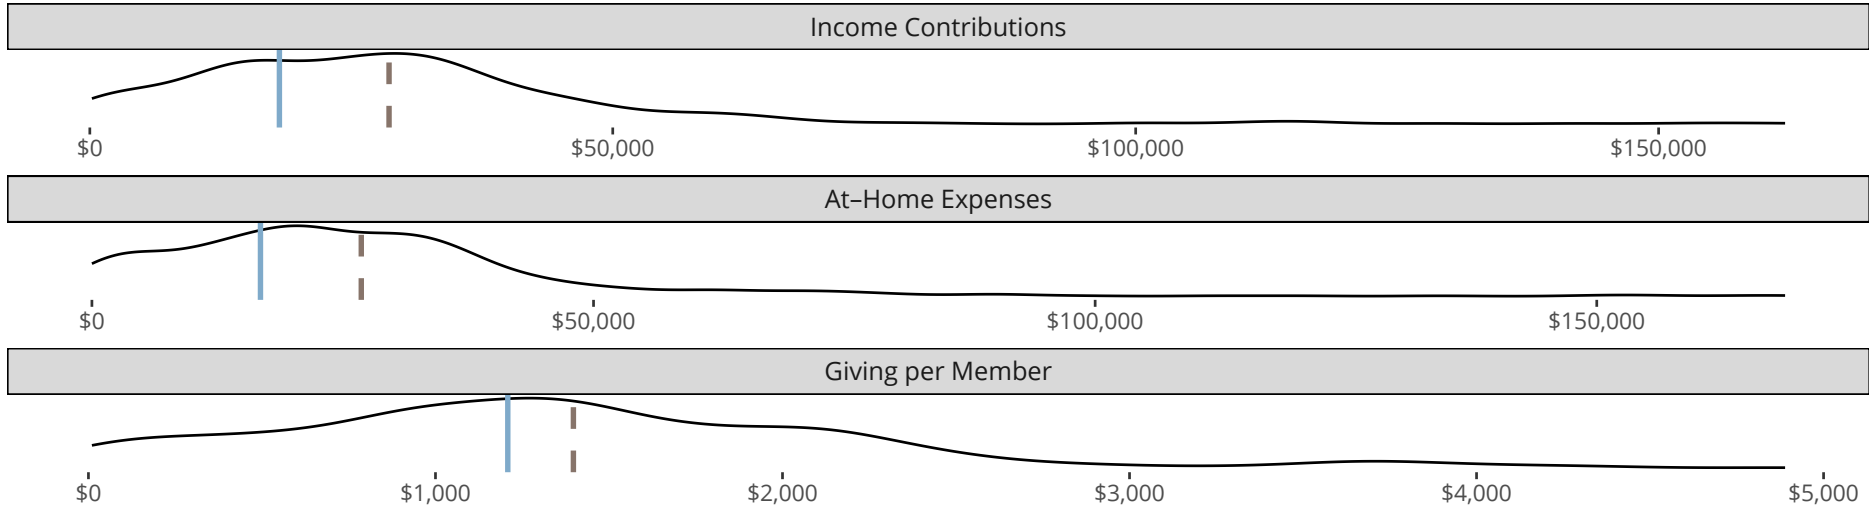 Income Contributions
$0 $50,000 $100,000 $150,000
At–Home Expenses
$0 $50,000 $100,000 $150,000
Giving per Member
$0 $1,000 $2,000 $3,000 $4,000 $5,000